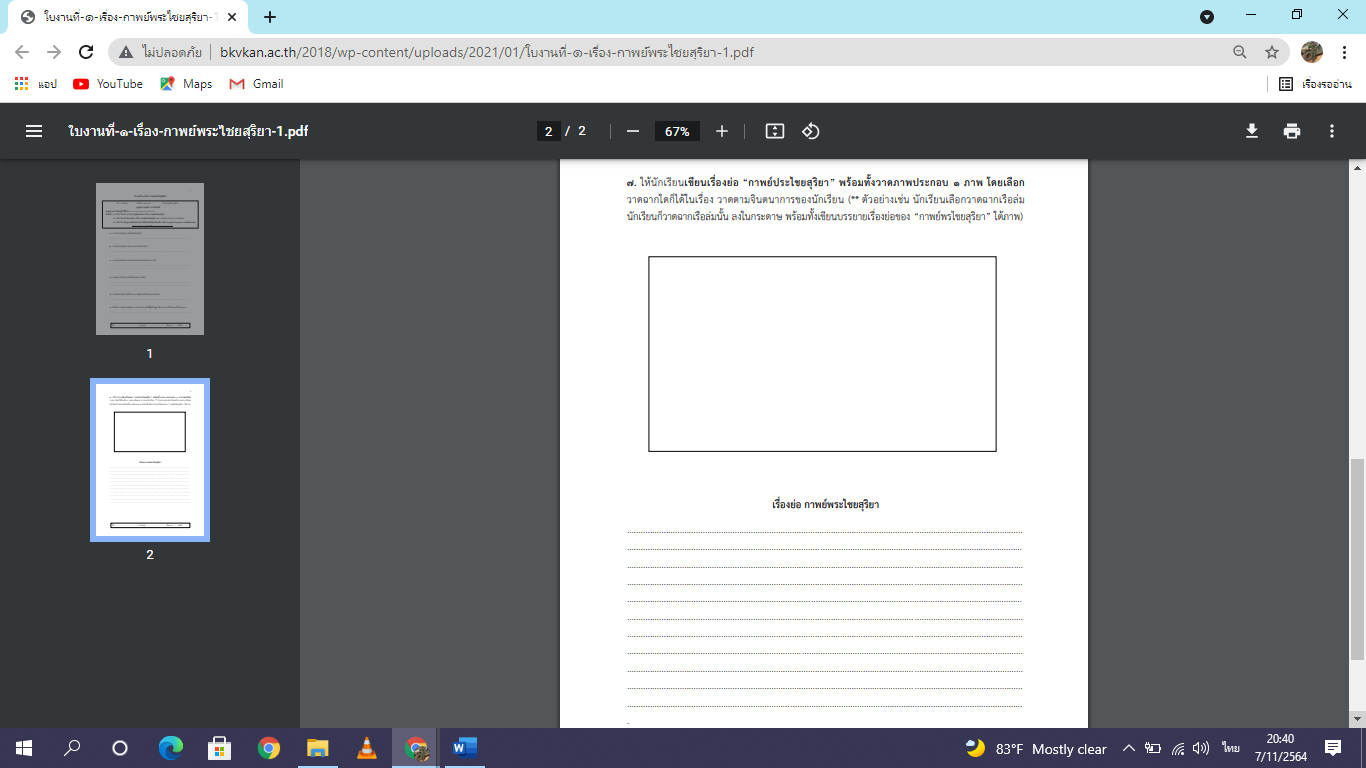 ใบงานที่-๑-เรื่อง-กาพย์พระไชยสุริยา-1
ไม่ปลอดภัย
bkvkan.ac.th/2018/wp-content/uploads/2021/01/ใบงานที่-๑-เรื่อง-กาพย์พระไชยสุริยา-1.pdf
แอป YouTube Maps Gmail เรื่องรออ่าน
ใบงานที่-๑-เรื่อง-กาพย์พระไชยสุริยา-1.pdf 2 / 2 67%
1
2
๗. ให้นักเรียนเขียนเรื่องย่อ “กาพย์ประไชยสุริยา” พร้อมทั้งวาดภาพประกอบ ๑ ภาพ โดยเลือก
วาดฉากใดก็ได้ในเรื่อง วาดตามจินตนาการของนักเรียน (** ตัวอย่างเช่น นักเรียนเลือกวาดฉากเรือล่ม
นักเรียนก็วาดฉากเรือล่มนั้น ลงในกระดาษ พร้อมทั้งเขียนบรรยายเรื่องย่อของ “กาพย์พรไชยสุริยา” ใต้ภาพ)
เรื่องย่อ กาพย์พระไชยสุริยา
83°F Mostly clear ไทย 20:40
7/11/2564